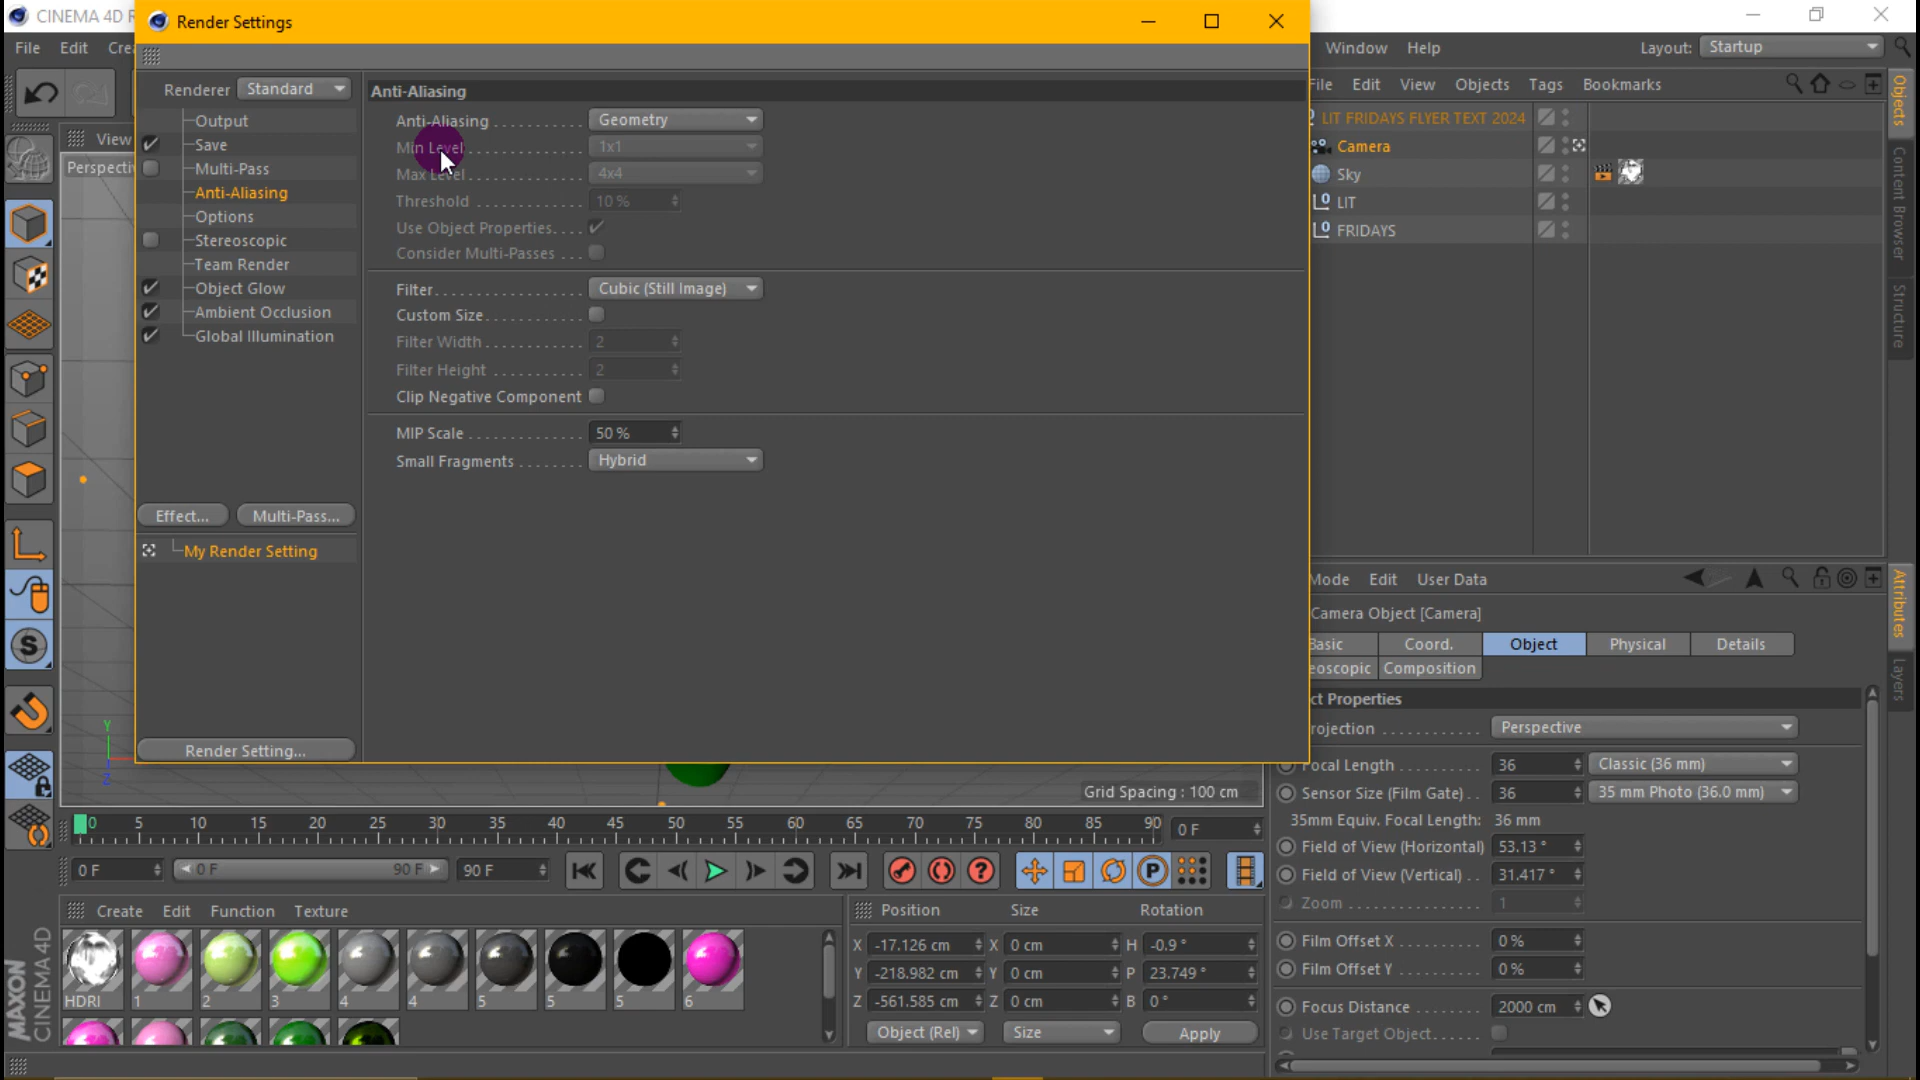 CINEMA 4D R
Render Settings
File Edit Crea
Window Help
Layout: Startup
Renderer Standard
Output
Save
Multi-Pass
Anti-Aliasing
Options
Stereoscopic
Team Render
Object Glow
Ambient Occlusion
Global Illumination
Effect... Multi-Pass...
My Render Setting
Render Setting...
View
Perspecti
Anti-Aliasing
Anti-Aliasing Geometry
Min Level 1x1
Max Level 4x4
Threshold 10 %
Use Object Properties
Consider Multi-Passes
Filter Cubic (Still Image)
Custom Size
Filter Width 2
Filter Height 2
Clip Negative Component
MIP Scale 50 %
Small Fragments Hybrid
File Edit View Objects Tags Bookmarks
LIT FRIDAYS FLYER TEXT 2024
Camera
Sky
LIT
FRIDAYS
Objects
Content Browser
Structure
Mode Edit User Data
Camera Object [Camera]
Basic Coord. Object Physical Details
eoscopic Composition
ct Properties
rojection Perspective
Focal Length 36 Classic (36 mm)
Sensor Size (Film Gate) 36 35 mm Photo (36.0 mm)
35mm Equiv. Focal Length: 36 mm
Field of View (Horizontal) 53.13 °
Field of View (Vertical) 31.417 °
Zoom 1
Film Offset X 0 %
Film Offset Y 0 %
Focus Distance 2000 cm
Use Target Object
Attributes
Layers
Y
Z
Grid Spacing : 100 cm
0 5 10 15 20 25 30 35 40 45 50 55 60 65 70 75 80 85 90 0 F
0 F 0 F 90 F 90 F
Create Edit Function Texture
HDRI 1 2 3 4 4 5 5 5 6
Position Size Rotation
X -17.126 cm X 0 cm H -0.9 °
Y -218.982 cm Y 0 cm P 23.749 °
Z -561.585 cm Z 0 cm B 0 °
Object (Rel) Size Apply
MAXON
CINEMA 4D